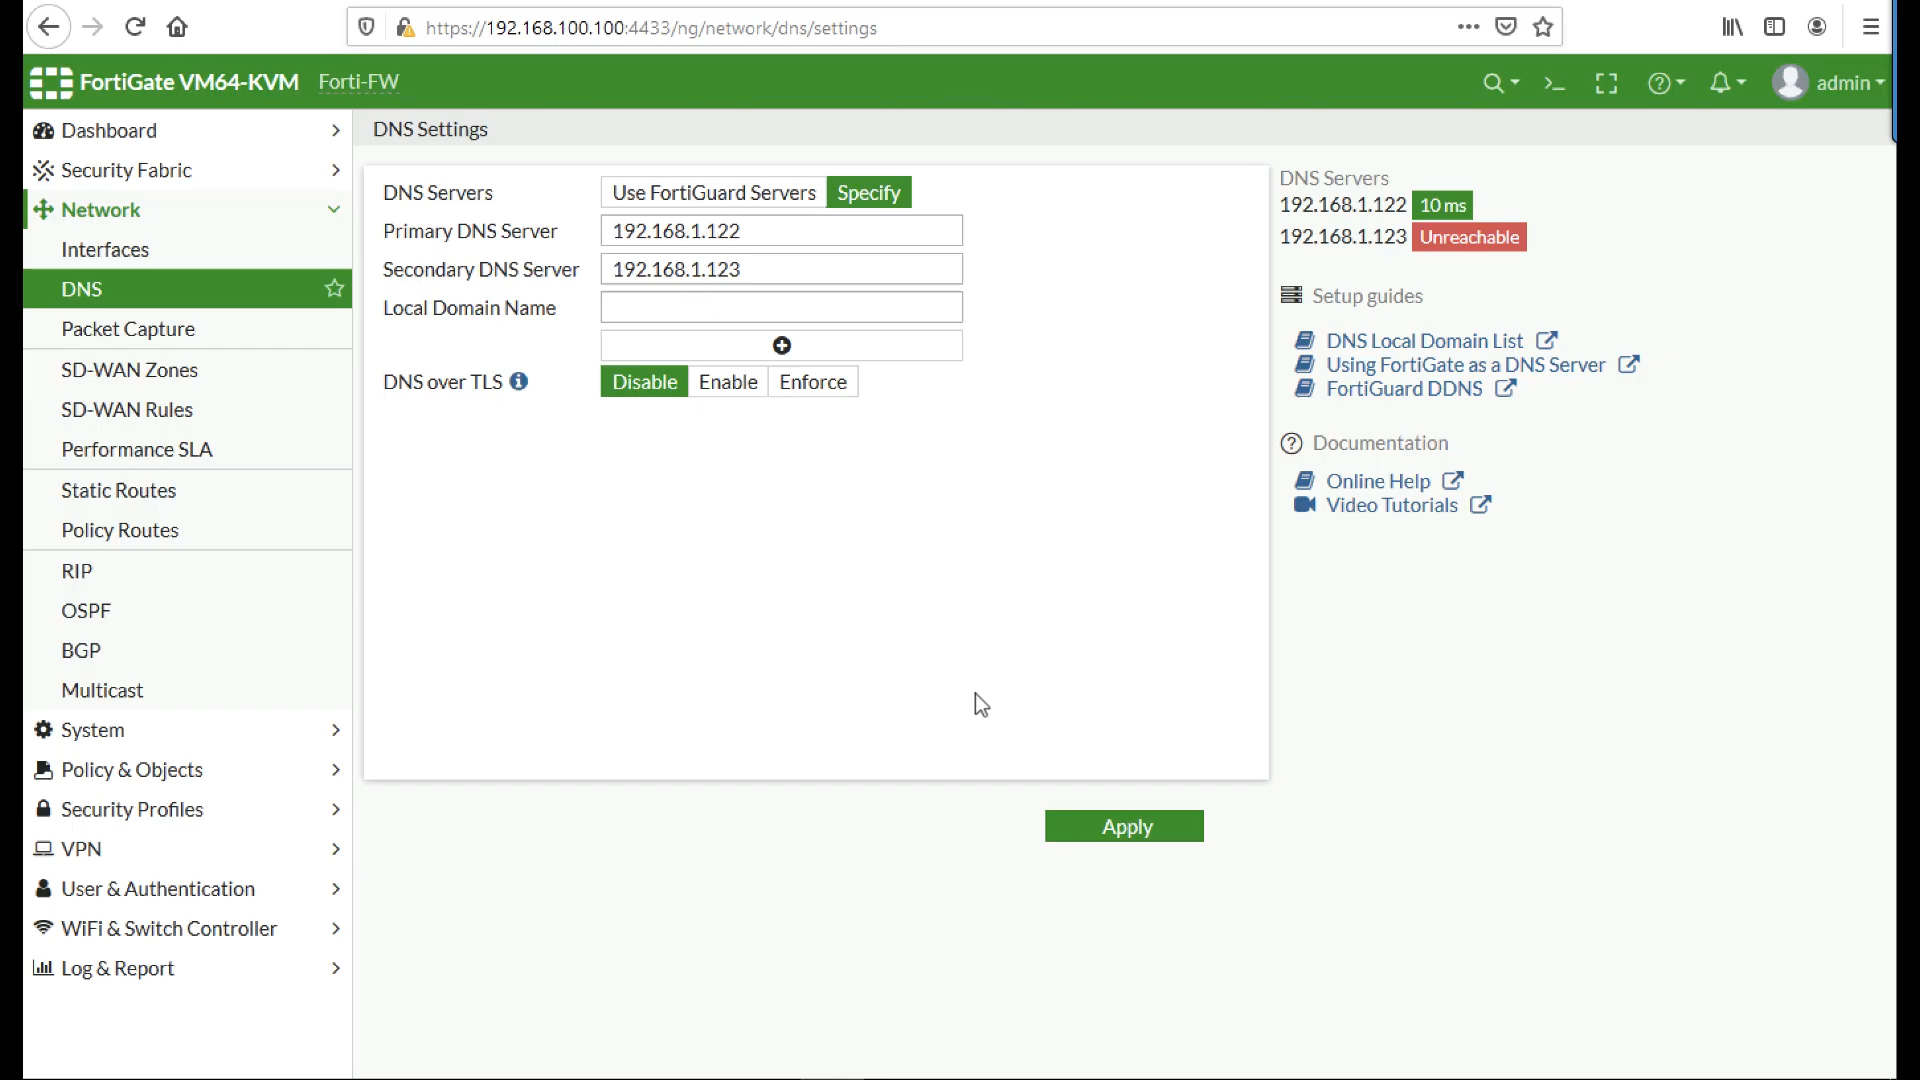 https://192.168.100.100:4433/ng/network/dns/settings
FortiGate VM64-KVM Forti-FW
admin
Dashboard
Security Fabric
Network
Interfaces
DNS
Packet Capture
SD-WAN Zones
SD-WAN Rules
Performance SLA
Static Routes
Policy Routes
RIP
OSPF
BGP
Multicast
System
Policy & Objects
Security Profiles
VPN
User & Authentication
WiFi & Switch Controller
Log & Report
DNS Settings
DNS Servers Use FortiGuard Servers Specify
Primary DNS Server 192.168.1.122
Secondary DNS Server 192.168.1.123
Local Domain Name
DNS over TLS Disable Enable Enforce
Apply
DNS Servers
192.168.1.122 10 ms
192.168.1.123 Unreachable
Setup guides
DNS Local Domain List
Using FortiGate as a DNS Server
FortiGuard DDNS
Documentation
Online Help
Video Tutorials